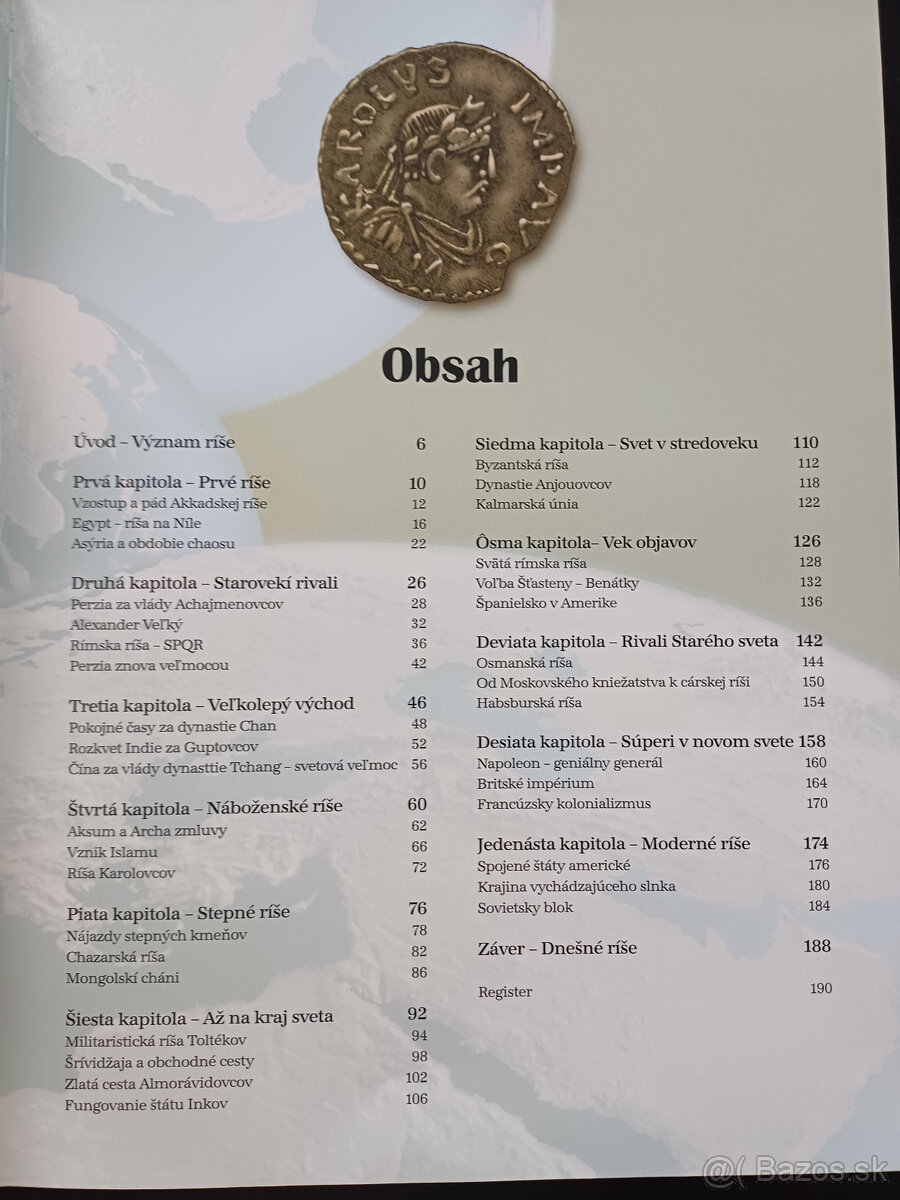 KAROLVS IMP AVG
Obsah
Úvod – Význam ríše 6
Prvá kapitola – Prvé ríše 10
Vzostup a pád Akkadskej ríše 12
Egypt – ríša na Níle 16
Asýria a obdobie chaosu 22
Druhá kapitola – Starovekí rivali 26
Perzia za vlády Achajmenovcov 28
Alexander Veľký 32
Rímska ríša – SPQR 36
Perzia znova veľmocou 42
Tretia kapitola – Veľkolepý východ 46
Pokojné časy za dynastie Chan 48
Rozkvet Indie za Guptovcov 52
Čína za vlády dynasttie Tchang – svetová veľmoc 56
Štvrtá kapitola – Náboženské ríše 60
Aksum a Archa zmluvy 62
Vznik Islamu 66
Ríša Karolovcov 72
Piata kapitola – Stepné ríše 76
Nájazdy stepných kmeňov 78
Chazarská ríša 82
Mongolskí cháni 86
Šiesta kapitola – Až na kraj sveta 92
Militaristická ríša Toltékov 94
Šrívidžaja a obchodné cesty 98
Zlatá cesta Almorávidovcov 102
Fungovanie štátu Inkov 106
Siedma kapitola – Svet v stredoveku 110
Byzantská ríša 112
Dynastie Anjouovcov 118
Kalmarská únia 122
Ôsma kapitola– Vek objavov 126
Svätá rímska ríša 128
Voľba Šťasteny – Benátky 132
Španielsko v Amerike 136
Deviata kapitola – Rivali Starého sveta 142
Osmanská ríša 144
Od Moskovského kniežatstva k cárskej ríši 150
Habsburská ríša 154
Desiata kapitola – Súperi v novom svete 158
Napoleon – geniálny generál 160
Britské impérium 164
Francúzsky kolonializmus 170
Jedenásta kapitola – Moderné ríše 174
Spojené štáty americké 176
Krajina vychádzajúceho slnka 180
Sovietsky blok 184
Záver – Dnešné ríše 188
Register 190
@( Bazos.sk